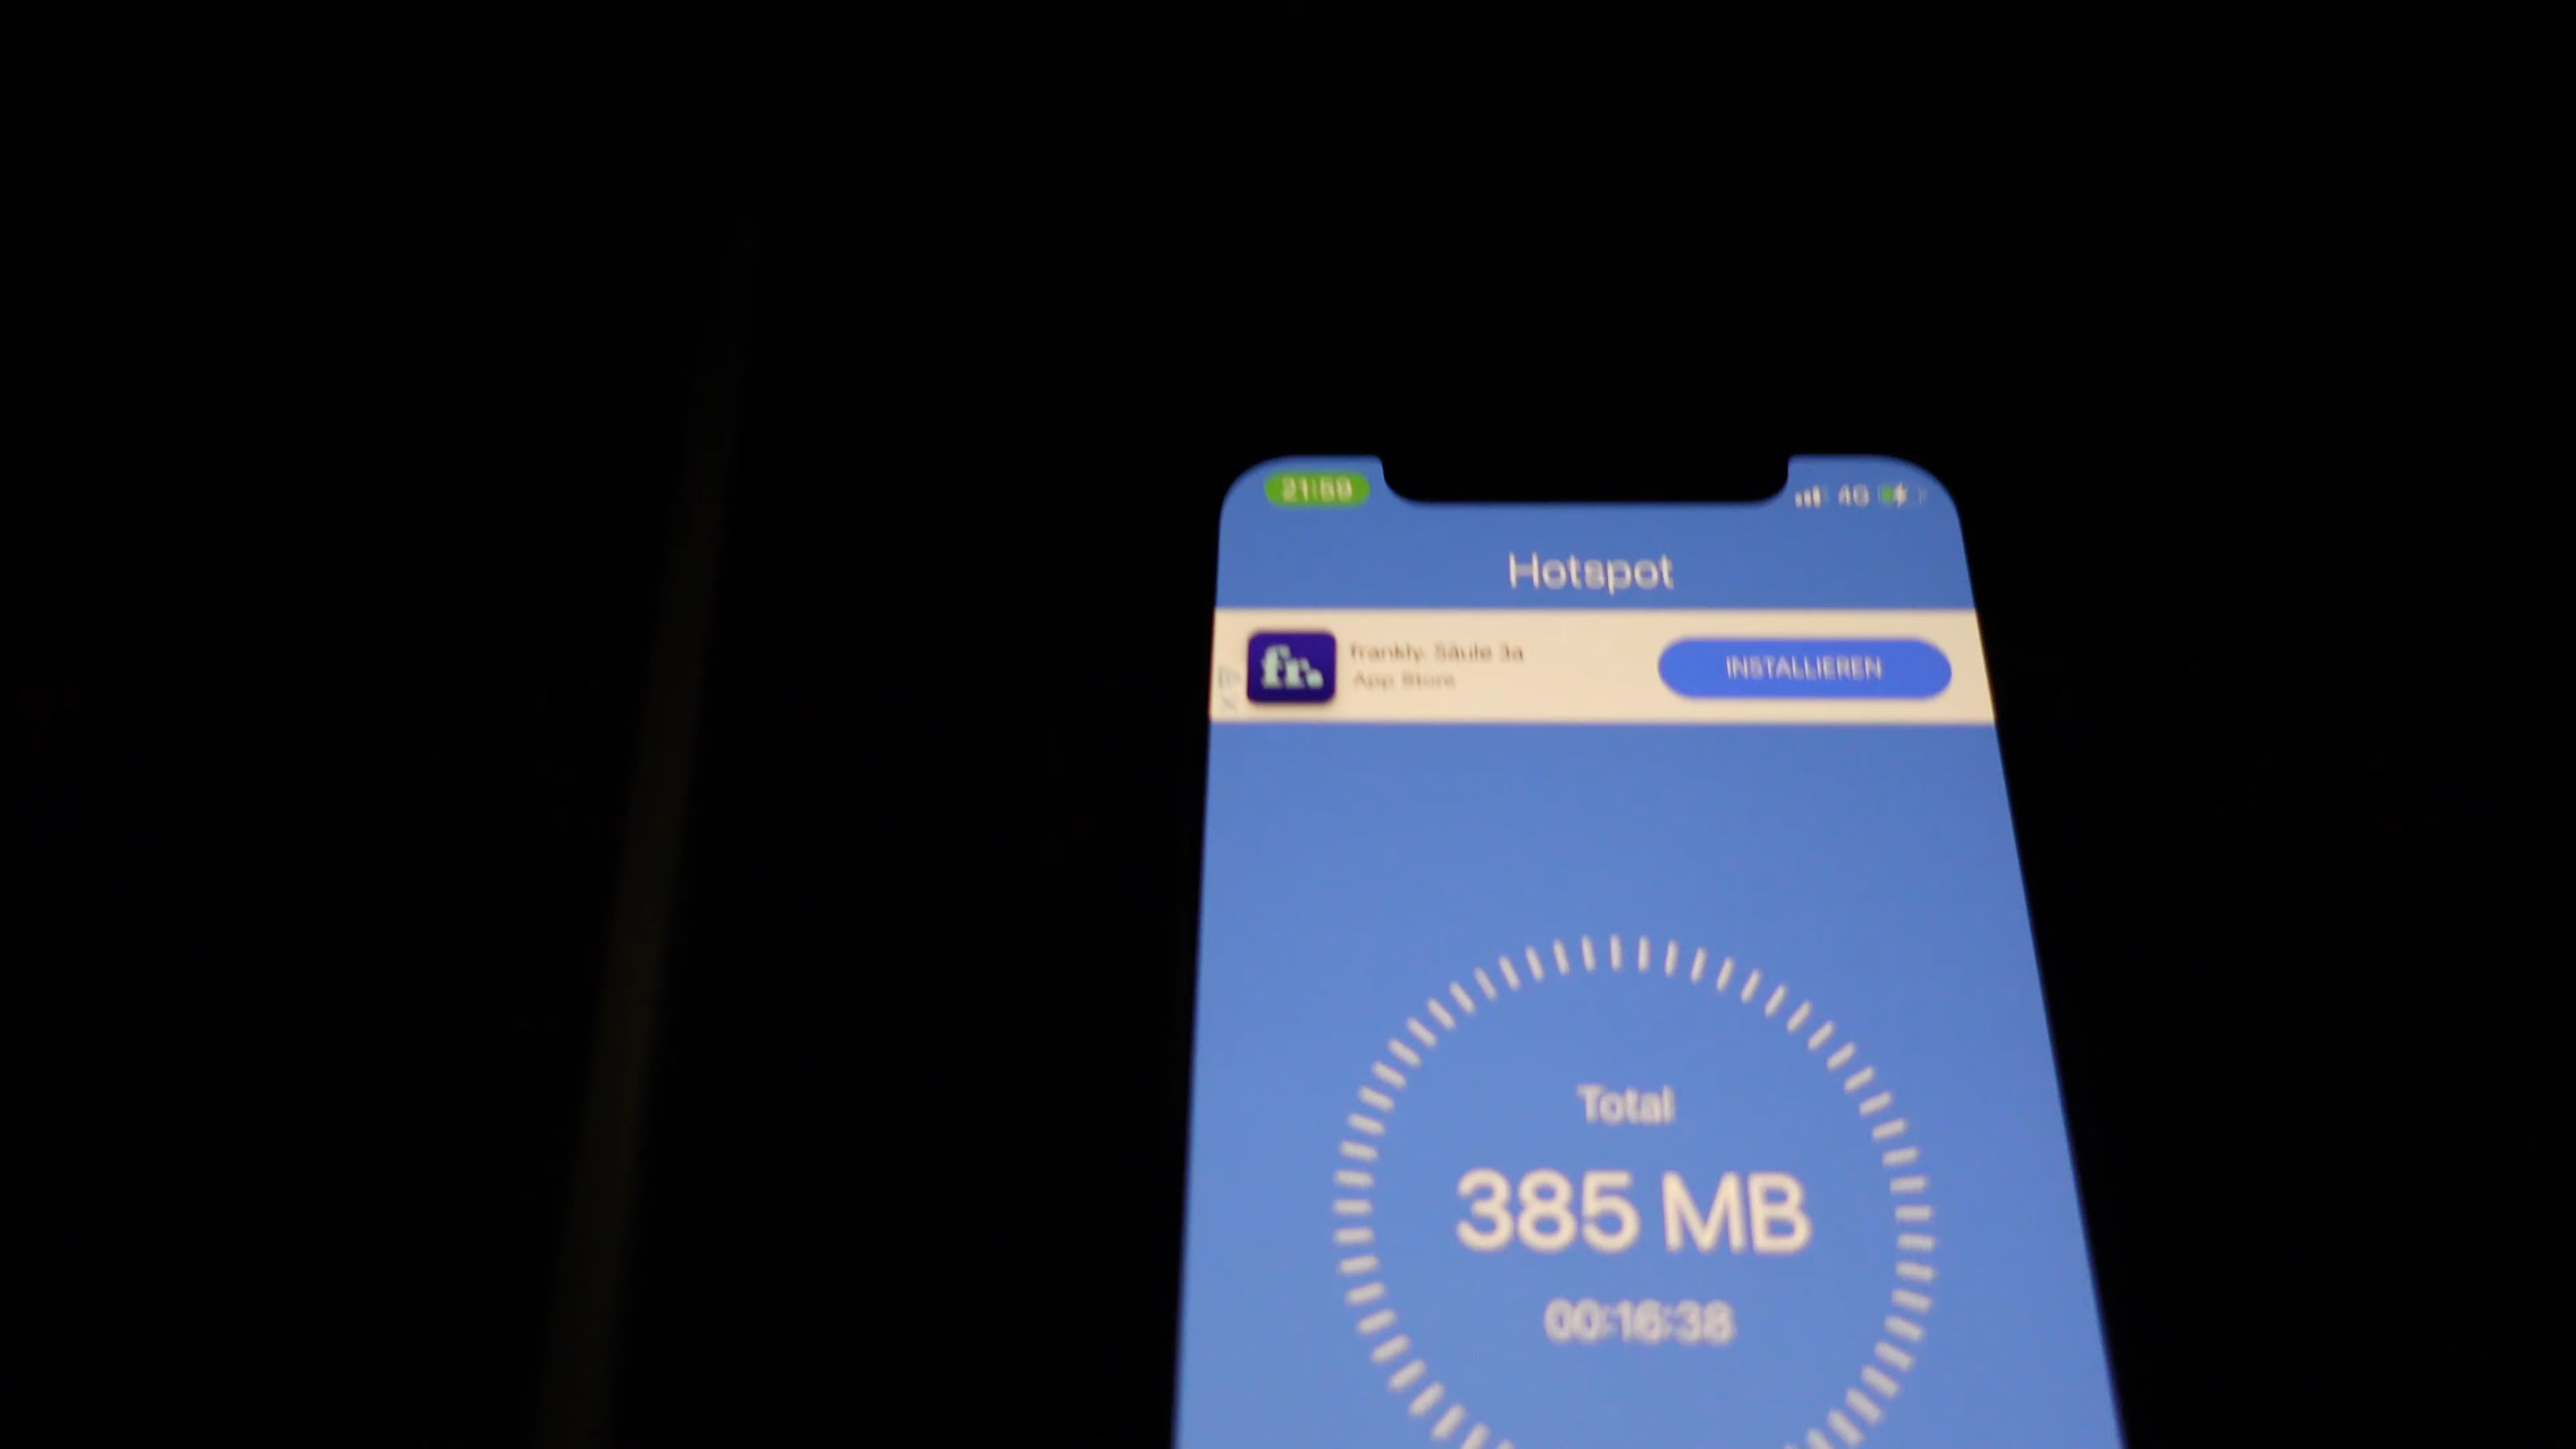 21:59
4G
Hotspot
fr.
frankly. Säule 3a
App Store
INSTALLIEREN
Total
385 MB
00:16:38